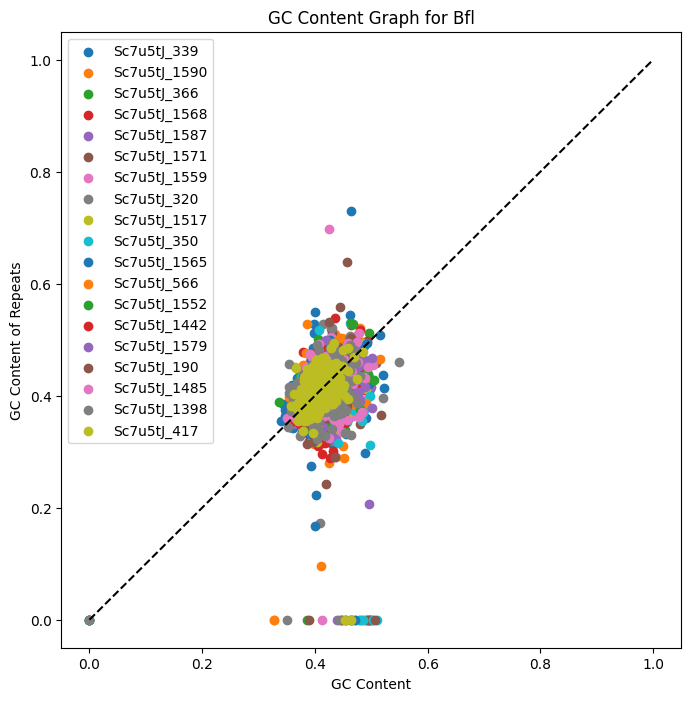 GC Content Graph for Bfl
Sc7u5tJ_339
Sc7u5tJ_1590
Sc7u5tJ_366
Sc7u5tJ_1568
Sc7u5tJ_1587
Sc7u5tJ_1571
Sc7u5tJ_1559
Sc7u5tJ_320
Sc7u5tJ_1517
Sc7u5tJ_350
Sc7u5tJ_1565
Sc7u5tJ_566
Sc7u5tJ_1552
Sc7u5tJ_1442
Sc7u5tJ_1579
Sc7u5tJ_190
Sc7u5tJ_1485
Sc7u5tJ_1398
Sc7u5tJ_417
GC Content of Repeats
1.0
0.8
0.6
0.4
0.2
0.0
0.0 0.2 0.4 0.6 0.8 1.0
GC Content